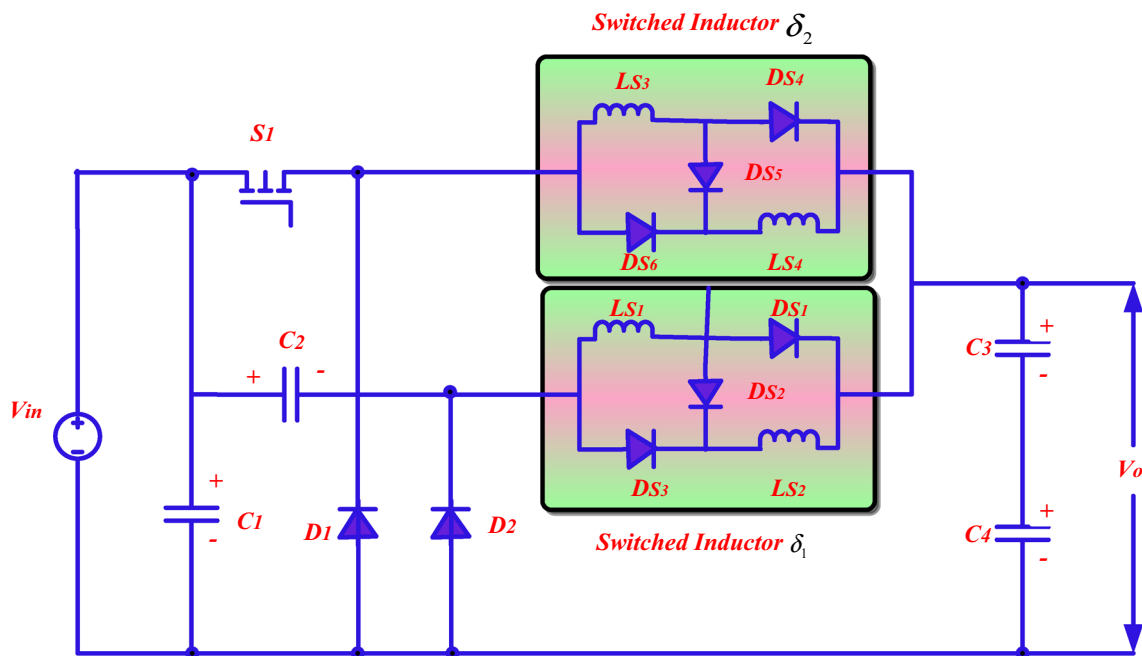 Switched Inductor δ2
LS3
DS4
S1
DS5
DS6
LS4
LS1
DS1
C2
+ -
+
C3
-
DS2
Vin
+
-
DS3
LS2
Vo
+
C1
-
D1
D2
+
C4
-
Switched Inductor δ1